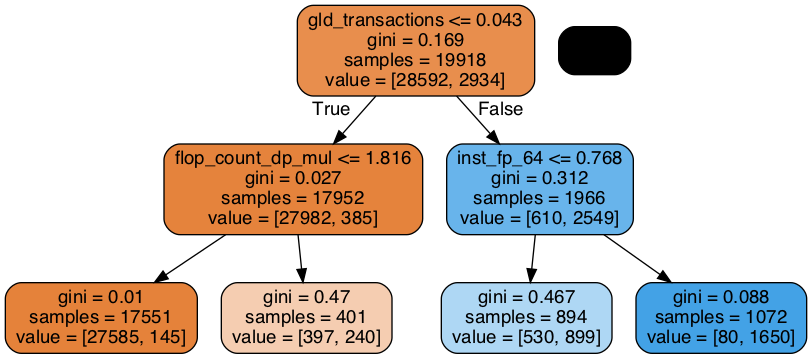 gld_transactions <= 0.043
gini = 0.169
samples = 19918
value = [28592, 2934]
True
False
flop_count_dp_mul <= 1.816
gini = 0.027
samples = 17952
value = [27982, 385]
inst_fp_64 <= 0.768
gini = 0.312
samples = 1966
value = [610, 2549]
gini = 0.01
samples = 17551
value = [27585, 145]
gini = 0.47
samples = 401
value = [397, 240]
gini = 0.467
samples = 894
value = [530, 899]
gini = 0.088
samples = 1072
value = [80, 1650]